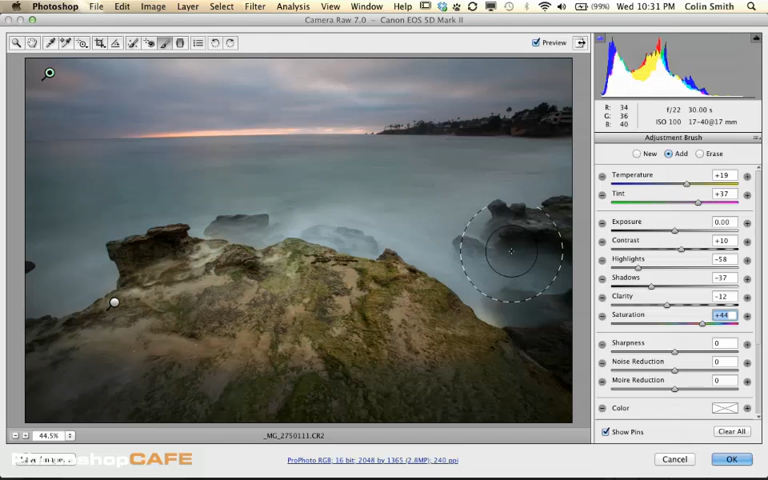 Photoshop File Edit Image Layer Select Filter Analysis View Window Help (99%) Wed 10:31 PM Colin Smith
Camera Raw 7.0 – Canon EOS 5D Mark II
Preview
R: 34
G: 36
B: 40
f/22 30.00 s
ISO 100 17-40@17 mm
Adjustment Brush
New Add Erase
Temperature +19
Tint +37
Exposure 0.00
Contrast +10
Highlights -58
Shadows -37
Clarity -12
Saturation +44
Sharpness 0
Noise Reduction 0
Moire Reduction 0
Color
Show Pins Clear All
44.5% _MG_2750111.CR2
PhotoshopCAFE
ProPhoto RGB; 16 bit; 2048 by 1365 (2.8MP); 240 ppi
Cancel OK